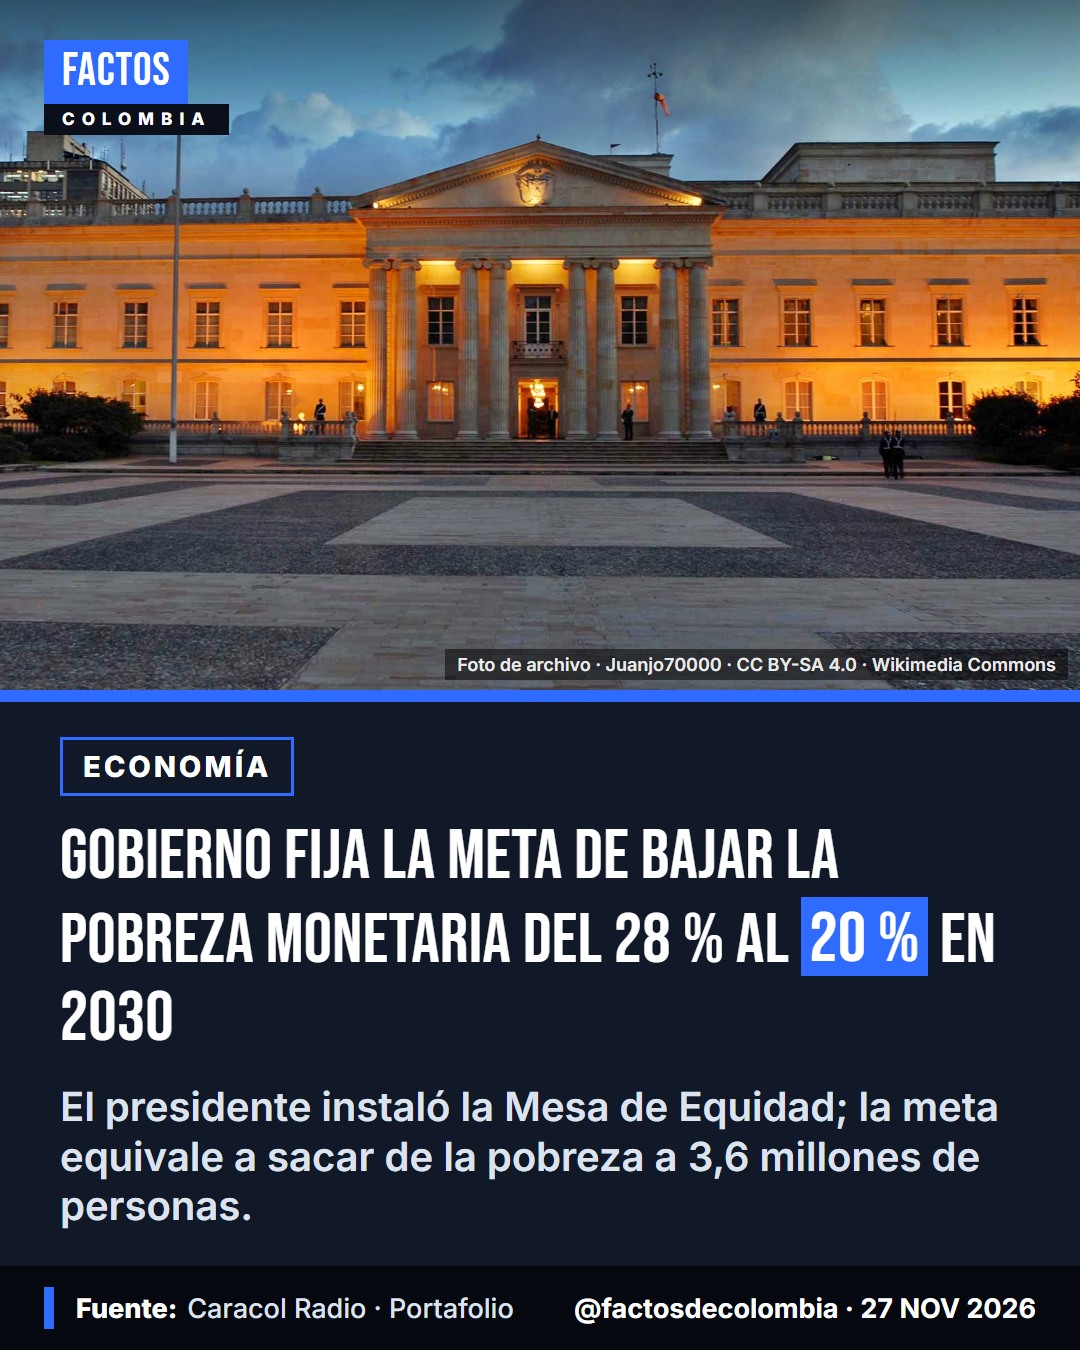 FACTOS
COLOMBIA
Foto de archivo · Juanjo70000 · CC BY-SA 4.0 · Wikimedia Commons
ECONOMÍA
GOBIERNO FIJA LA META DE BAJAR LA
POBREZA MONETARIA DEL 28 % AL 20 % EN
2030
El presidente instaló la Mesa de Equidad; la meta
equivale a sacar de la pobreza a 3,6 millones de
personas.
Fuente: Caracol Radio · Portafolio
@factosdecolombia · 27 NOV 2026